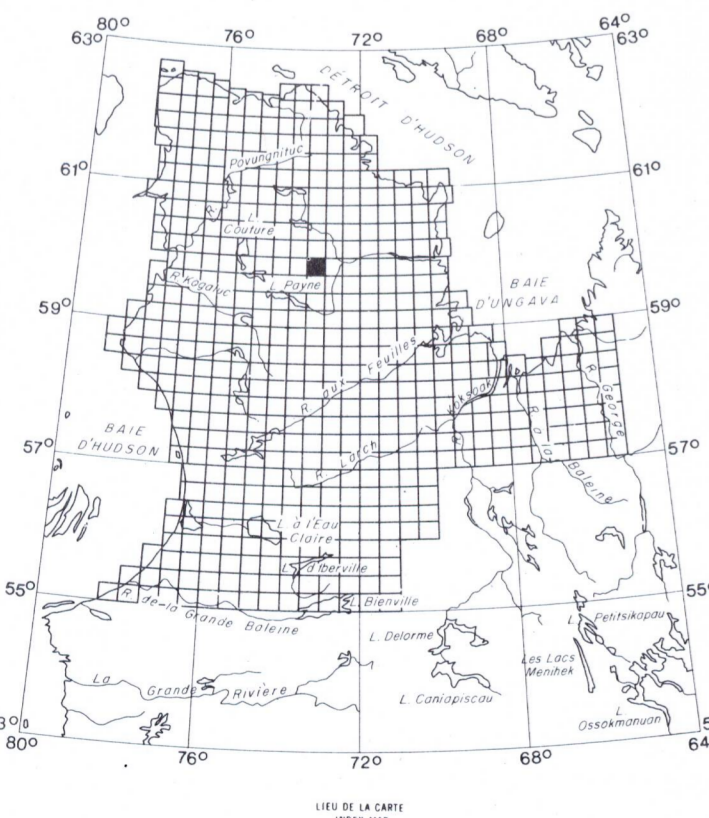 80° 76° 72° 68° 64°
63° 63°
DÉTROIT D'HUDSON
Povungnituc
61° 61°
R.
L. Couture
R. Kogaluc
L. Payne
BAIE
D'UNGAVA
59° 59°
R. aux Feuilles
Koksoak
R.
R. George
R. à la Baleine
BAIE
D'HUDSON
57° 57°
R. Larch
L. à l'Eau
Claire
L. d'Iberville
55° 55°
R. de-la Grande Baleine
L. Bienville
L. Delorme
L. Petitsikapau
Les Lacs
Menihek
La Grande Rivière
L. Caniapiscau
L.
Ossokmanuan
3°
80° 76° 72° 68° 64
LIEU DE LA CARTE